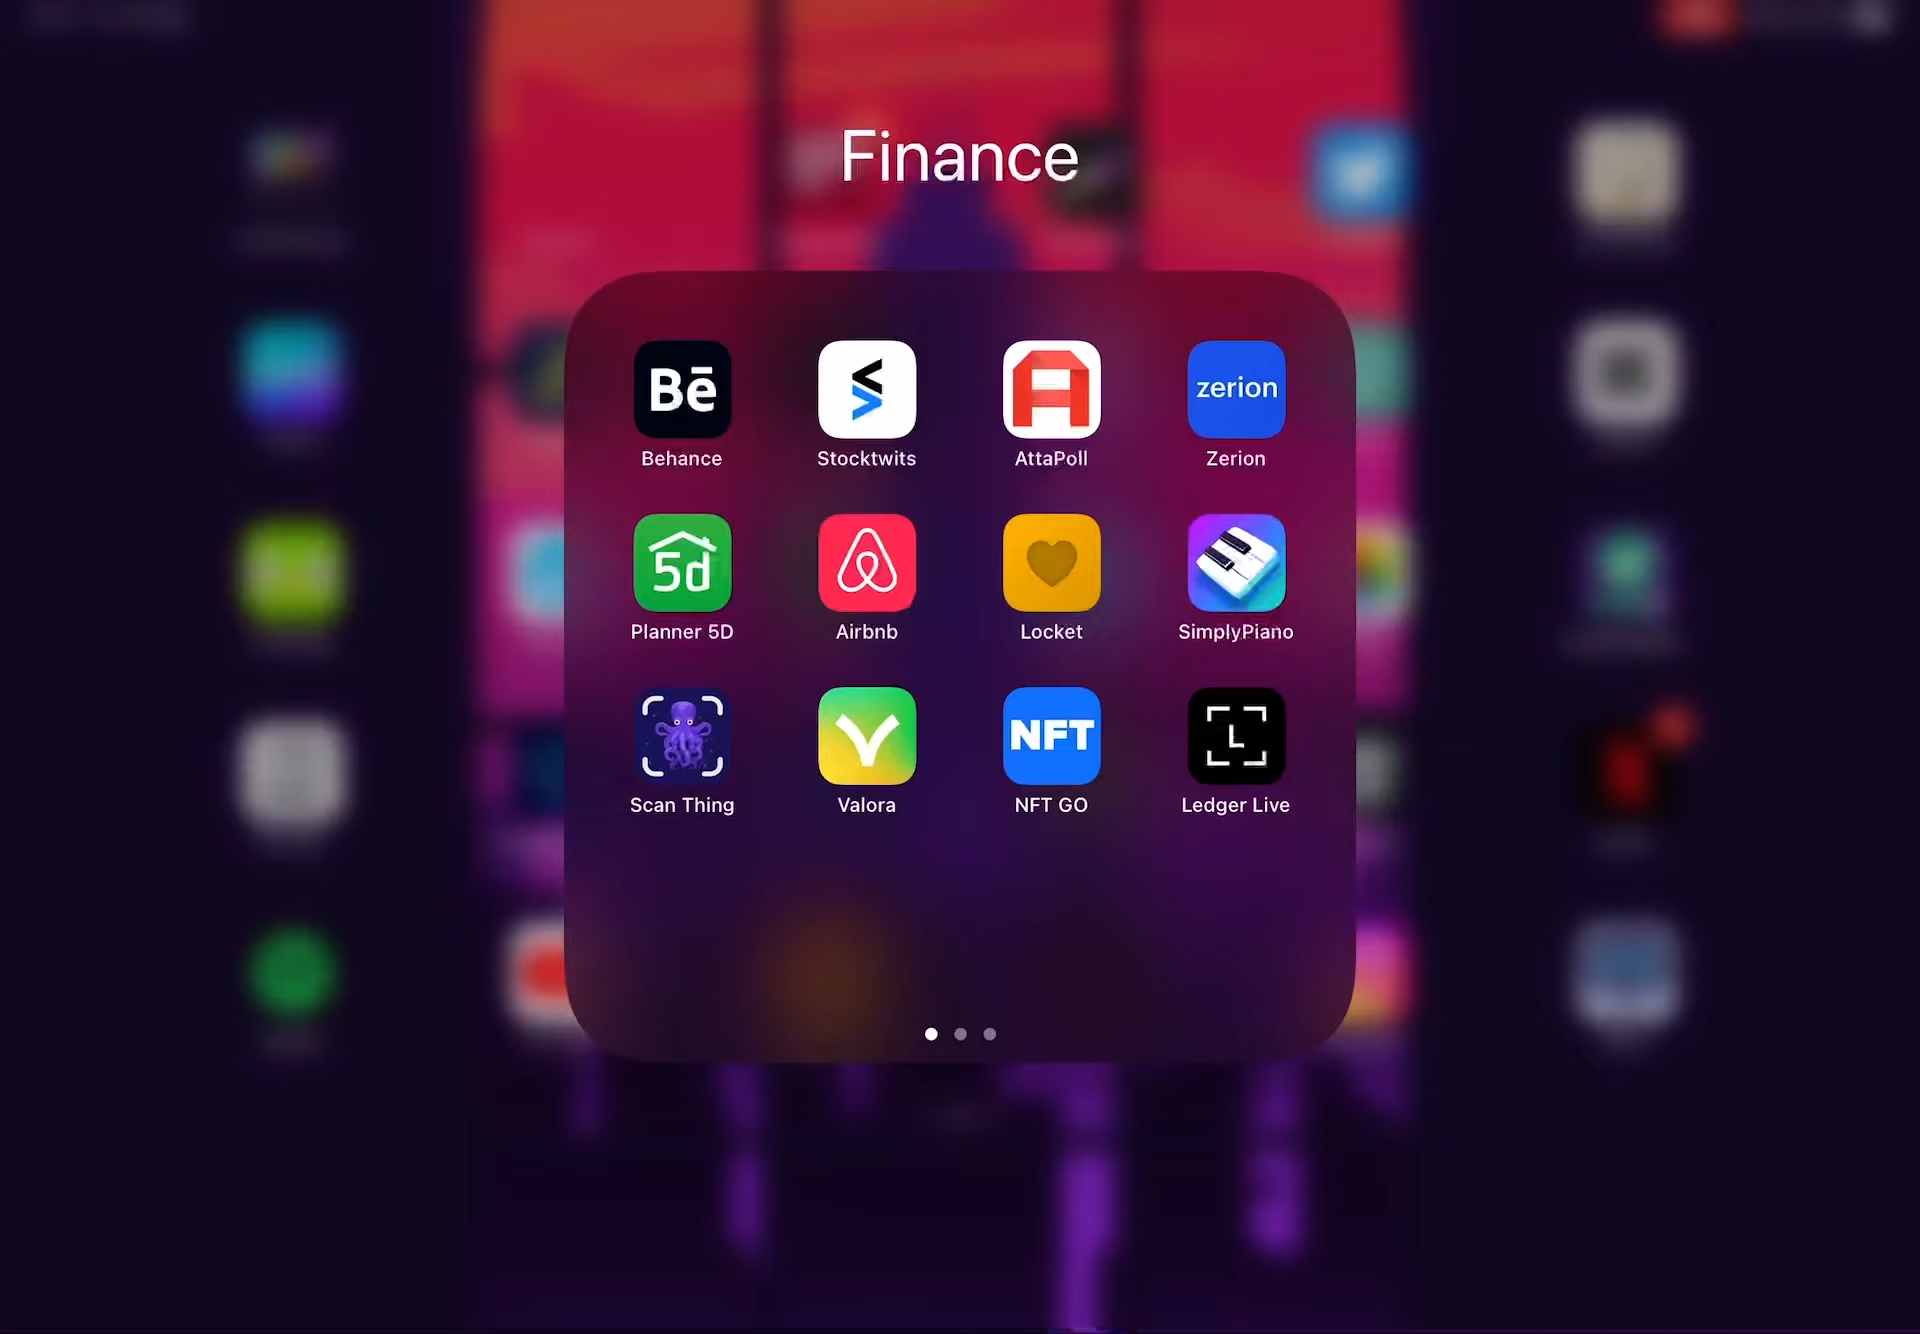 Finance
Bē
zerion
Behance Stocktwits AttaPoll Zerion
5d
Planner 5D Airbnb Locket SimplyPiano
NFT
L
Scan Thing Valora NFT GO Ledger Live